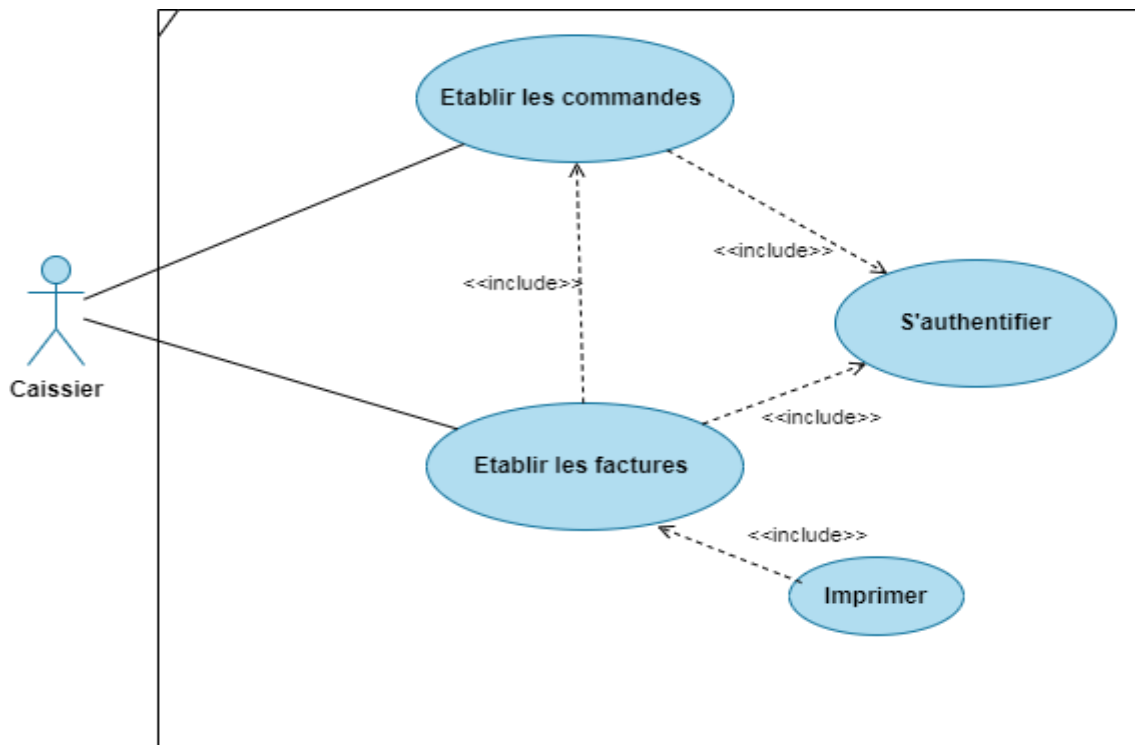 Etablir les commandes
<<include>>
<<include>>
S'authentifier
Caissier
<<include>>
Etablir les factures
<<include>>
Imprimer